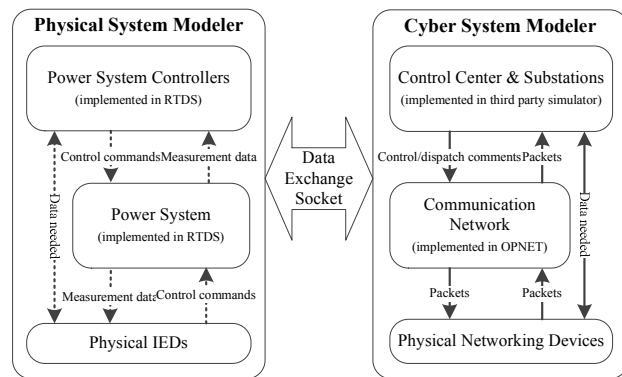 Physical System Modeler
Power System Controllers
(implemented in RTDS)
Control commands
Measurement data
Data needed
Power System
(implemented in RTDS)
Measurement data
Control commands
Physical IEDs
Data
Exchange
Socket
Cyber System Modeler
Control Center & Substations
(implemented in third party simulator)
Control/dispatch comments
Packets
Communication
Network
(implemented in OPNET)
Data needed
Packets
Packets
Physical Networking Devices